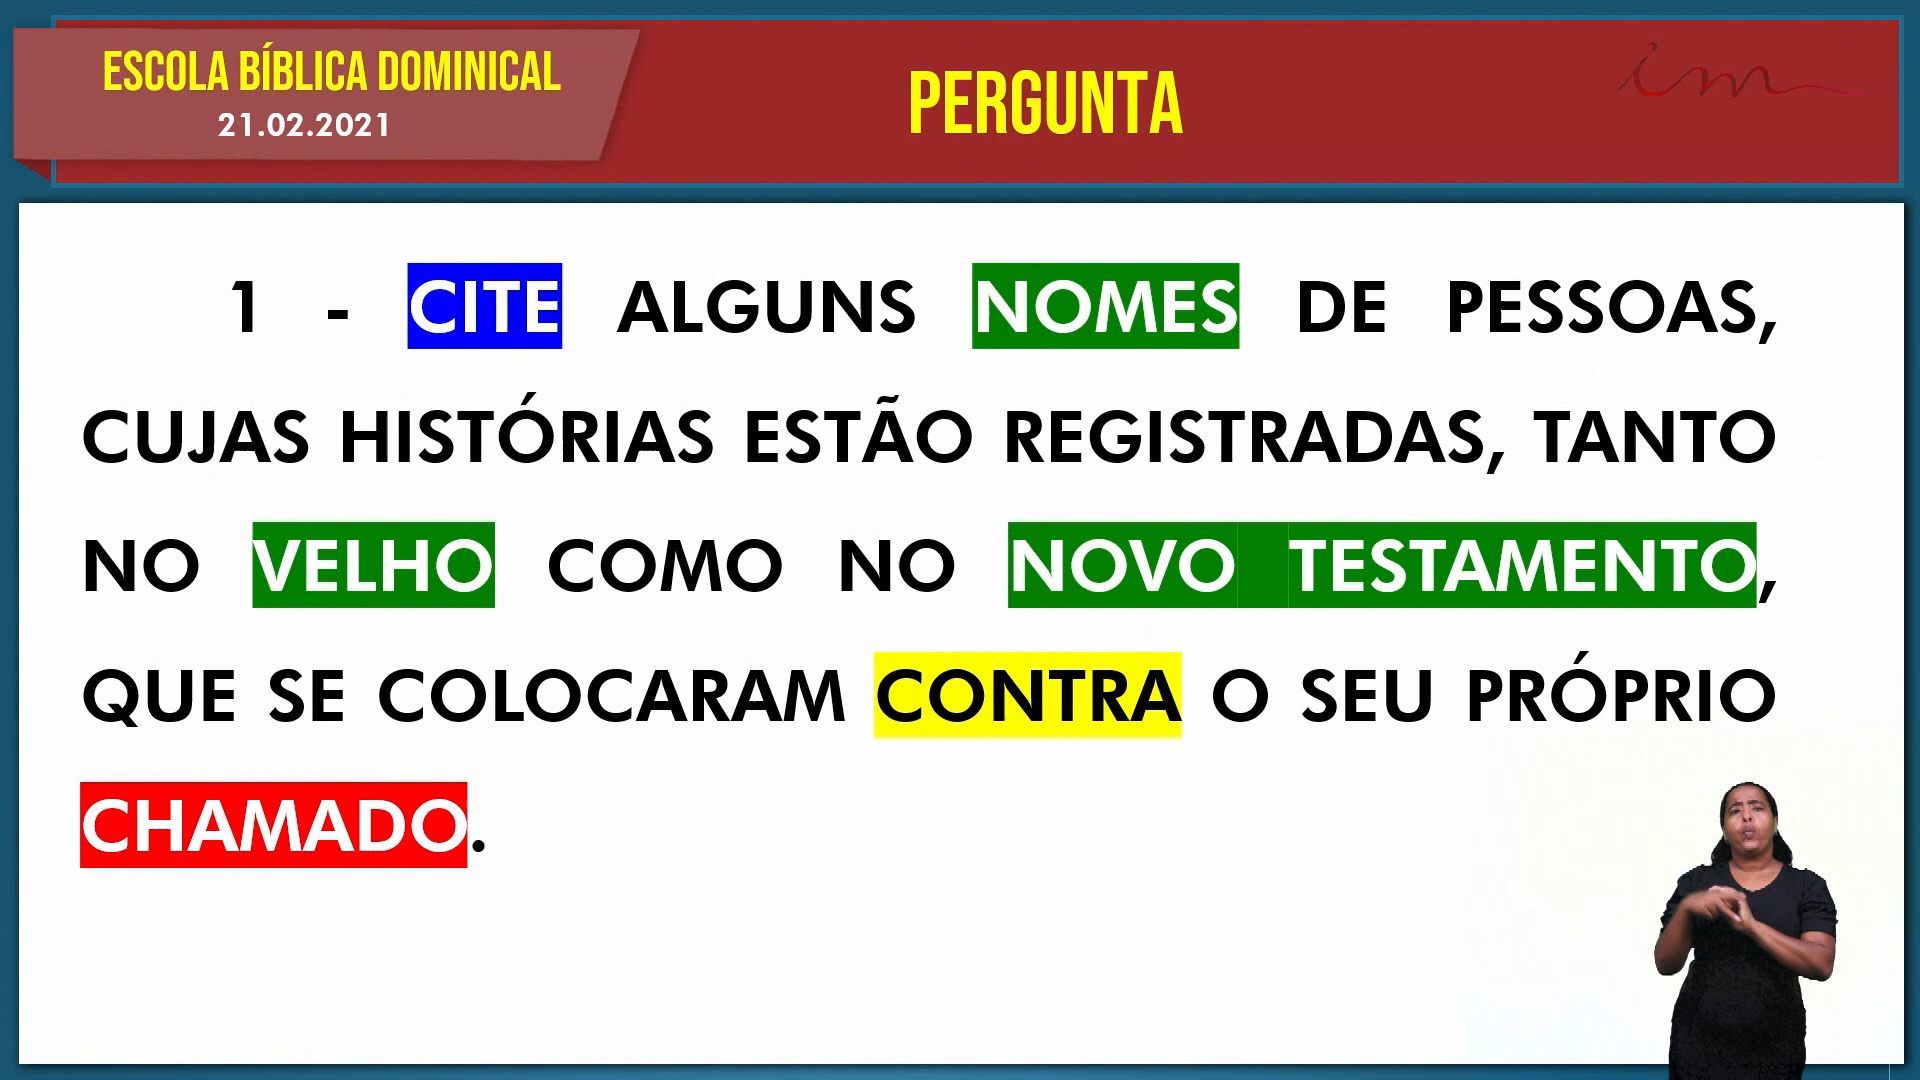 ESCOLA BÍBLICA DOMINICAL
21.02.2021
PERGUNTA
im
1 - CITE ALGUNS NOMES DE PESSOAS,
CUJAS HISTÓRIAS ESTÃO REGISTRADAS, TANTO
NO VELHO COMO NO NOVO TESTAMENTO,
QUE SE COLOCARAM CONTRA O SEU PRÓPRIO
CHAMADO.